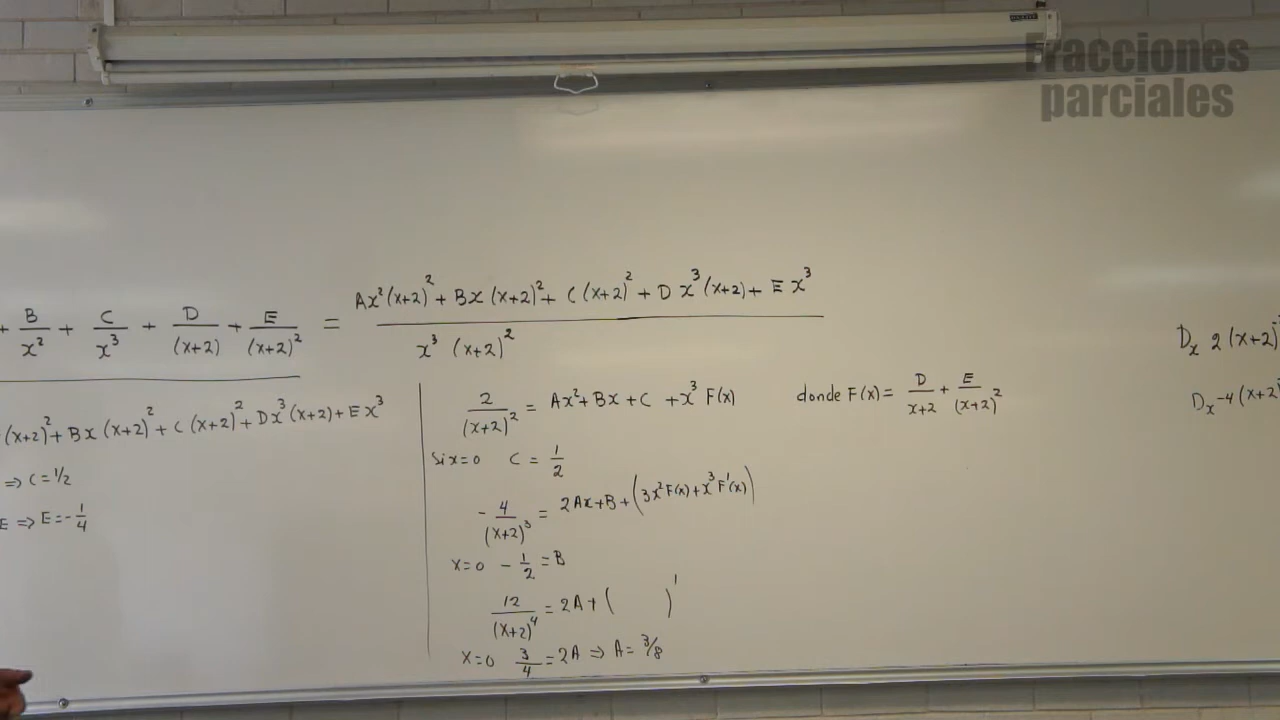 Fracciones
parciales
+ B/x² + C/x³ + D/(x+2) + E/(x+2)² = Ax²(x+2)² + Bx(x+2)² + C(x+2)² + Dx³(x+2) + Ex³ / x³(x+2)²
(x+2)² + Bx(x+2)² + C(x+2)² + Dx³(x+2) + Ex³
⇒ C = 1/2
E ⇒ E = -1/4
2/(x+2)² = Ax² + Bx + C + x³ F(x) donde F(x) = D/x+2 + E/(x+2)²
Si x=0 C = 1/2
- 4/(x+2)³ = 2Ax + B + (3x² F(x) + x³ F'(x))
x=0 - 1/2 = B
12/(x+2)⁴ = 2A + ( )'
x=0 3/4 = 2A ⇒ A = 3/8
Dx 2(x+2)
Dx -4(x+2)